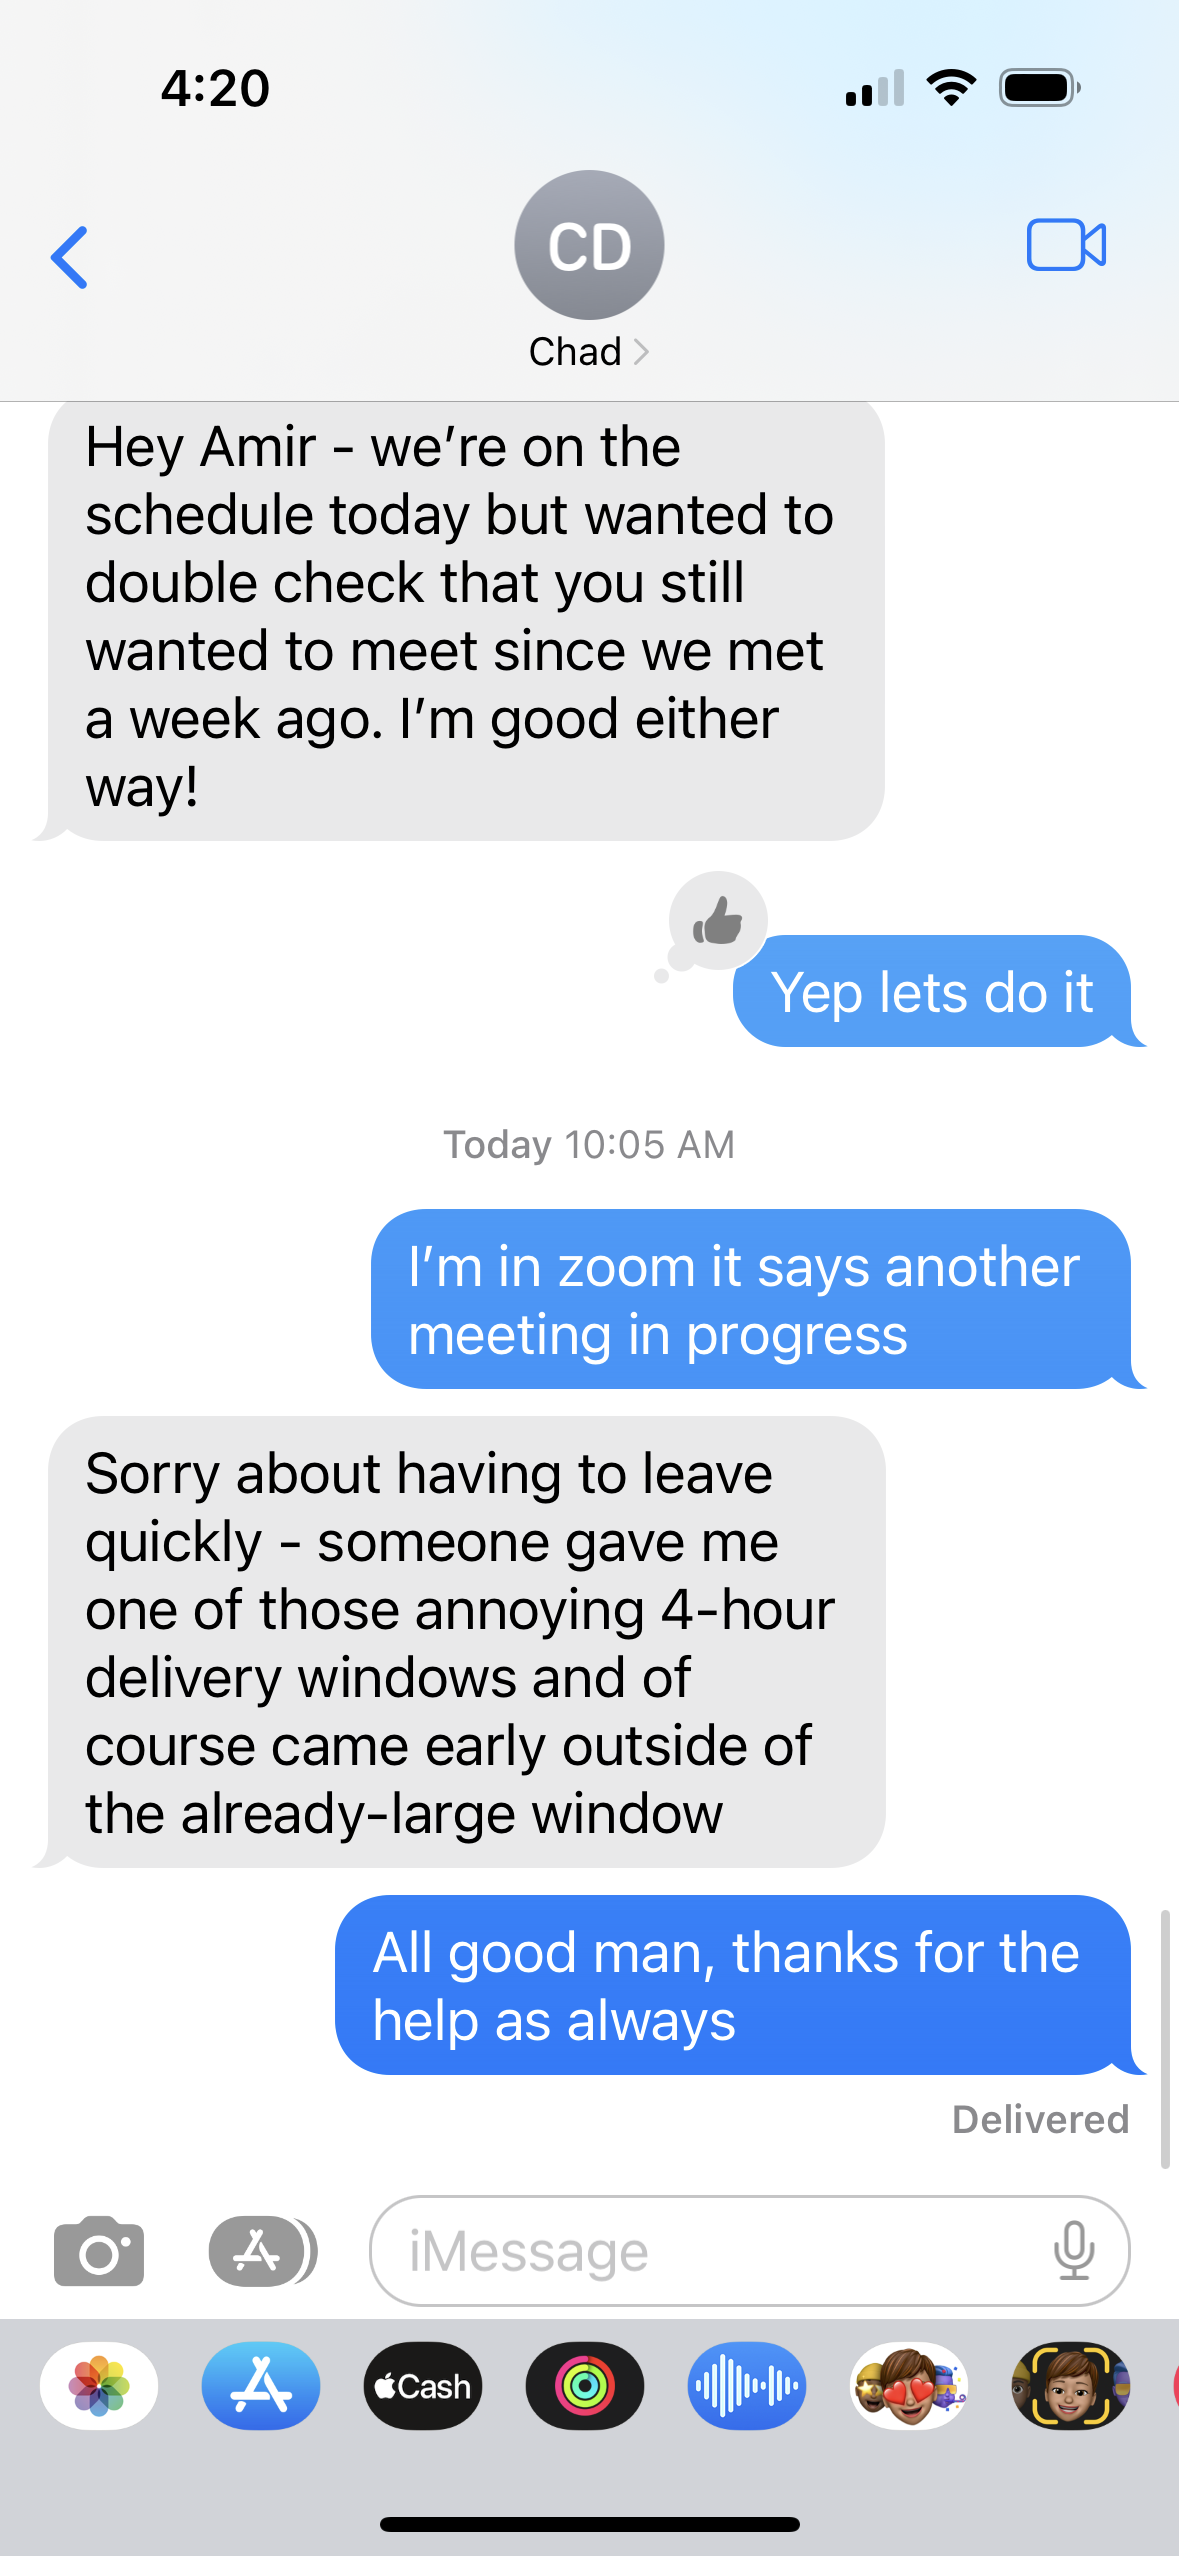 4:20
CD
Chad
Hey Amir - we’re on the
schedule today but wanted to
double check that you still
wanted to meet since we met
a week ago. I’m good either
way!
Yep lets do it
Today 10:05 AM
I’m in zoom it says another
meeting in progress
Sorry about having to leave
quickly - someone gave me
one of those annoying 4-hour
delivery windows and of
course came early outside of
the already-large window
All good man, thanks for the
help as always
Delivered
iMessage
Cash